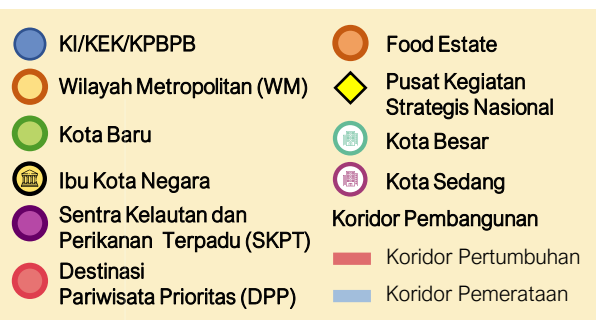 KI/KEK/KPBPB
Wilayah Metropolitan (WM)
Kota Baru
Ibu Kota Negara
Sentra Kelautan dan
Perikanan Terpadu (SKPT)
Destinasi
Pariwisata Prioritas (DPP)
Food Estate
Pusat Kegiatan
Strategis Nasional
Kota Besar
Kota Sedang
Koridor Pembangunan
Koridor Pertumbuhan
Koridor Pemerataan